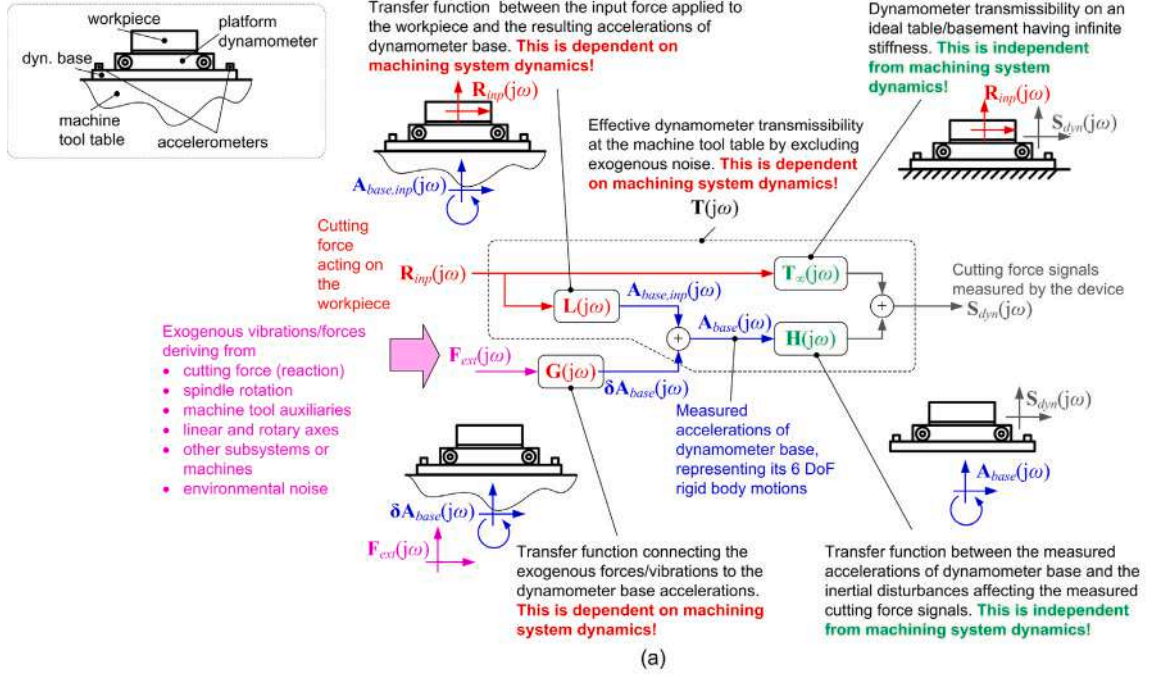 workpiece
platform
dynamometer
dyn. base
machine
tool table
accelerometers
Transfer function between the input force applied to
the workpiece and the resulting accelerations of
dynamometer base. This is dependent on
machining system dynamics!
R_inp(jω)
A_base,inp(jω)
Effective dynamometer transmissibility
at the machine tool table by excluding
exogenous noise. This is dependent
on machining system dynamics!
T(jω)
Dynamometer transmissibility on an
ideal table/basement having infinite
stiffness. This is independent
from machining system
dynamics!
R_inp(jω)
S_dyn(jω)
Cutting
force
acting on
the
workpiece
R_inp(jω)
L(jω)
A_base,inp(jω)
+
A_base(jω)
T_∞(jω)
H(jω)
+
Cutting force signals
measured by the device
S_dyn(jω)
Exogenous vibrations/forces
deriving from
• cutting force (reaction)
• spindle rotation
• machine tool auxiliaries
• linear and rotary axes
• other subsystems or
machines
• environmental noise
F_ext(jω)
G(jω)
δA_base(jω)
Measured
accelerations of
dynamometer base,
representing its 6 DoF
rigid body motions
S_dyn(jω)
A_base(jω)
δA_base(jω)
F_ext(jω)
Transfer function connecting the
exogenous forces/vibrations to the
dynamometer base accelerations.
This is dependent on machining
system dynamics!
Transfer function between the measured
accelerations of dynamometer base and the
inertial disturbances affecting the measured
cutting force signals. This is independent
from machining system dynamics!
(a)